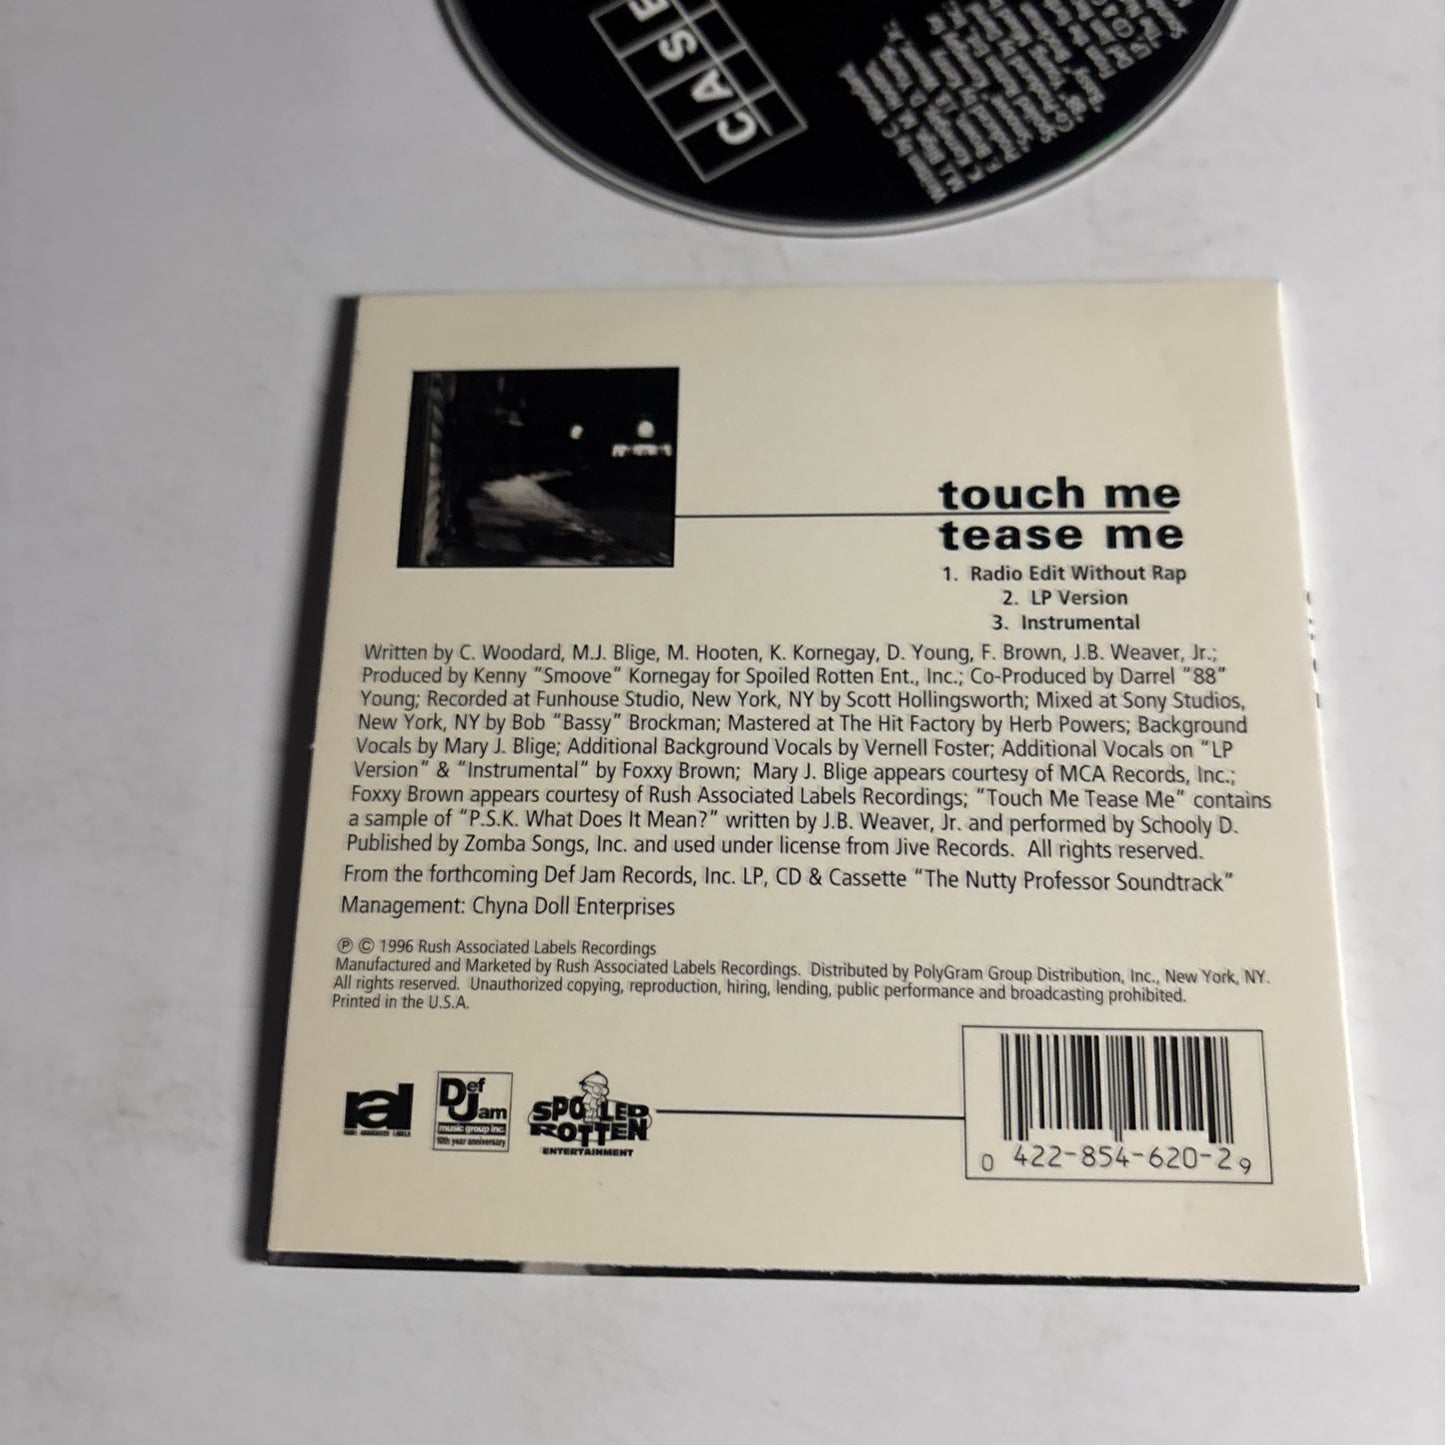 CASE
touch me
tease me
1. Radio Edit Without Rap
2. LP Version
3. Instrumental
Written by C. Woodard, M.J. Blige, M. Hooten, K. Kornegay, D. Young, F. Brown, J.B. Weaver, Jr.;
Produced by Kenny "Smoove" Kornegay for Spoiled Rotten Ent., Inc.; Co-Produced by Darrel "88"
Young; Recorded at Funhouse Studio, New York, NY by Scott Hollingsworth; Mixed at Sony Studios,
New York, NY by Bob "Bassy" Brockman; Mastered at The Hit Factory by Herb Powers; Background
Vocals by Mary J. Blige; Additional Background Vocals by Vernell Foster; Additional Vocals on "LP
Version" & "Instrumental" by Foxxy Brown; Mary J. Blige appears courtesy of MCA Records, Inc.;
Foxxy Brown appears courtesy of Rush Associated Labels Recordings; "Touch Me Tease Me" contains
a sample of "P.S.K. What Does It Mean?" written by J.B. Weaver, Jr. and performed by Schooly D.
Published by Zomba Songs, Inc. and used under license from Jive Records. All rights reserved.
From the forthcoming Def Jam Records, Inc. LP, CD & Cassette "The Nutty Professor Soundtrack"
Management: Chyna Doll Enterprises
℗ © 1996 Rush Associated Labels Recordings
Manufactured and Marketed by Rush Associated Labels Recordings. Distributed by PolyGram Group Distribution, Inc., New York, NY.
All rights reserved. Unauthorized copying, reproduction, hiring, lending, public performance and broadcasting prohibited.
Printed in the U.S.A.
ral
RUSH ASSOCIATED LABELS
Def
Jam
music group inc.
10th year anniversary
SPOILED
ROTTEN
ENTERTAINMENT
0 422-854-620-2 9